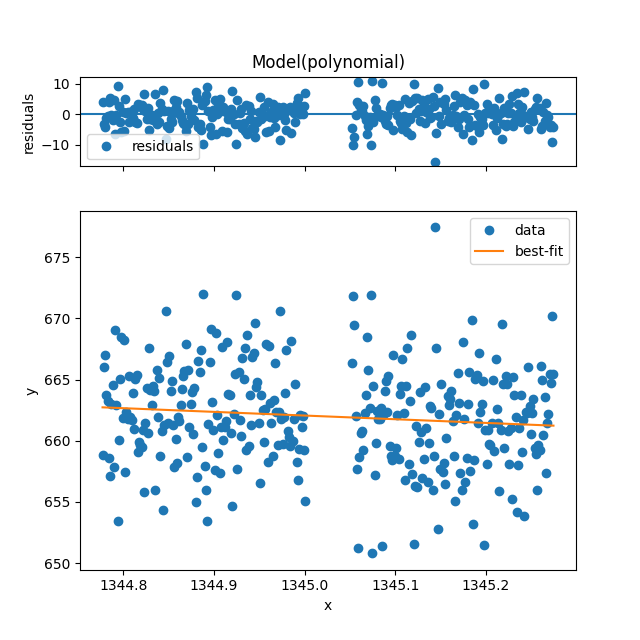 Model(polynomial)
residuals
10
0
−10
residuals
y
675
670
665
660
655
650
data
best-fit
1344.8
1344.9
1345.0
1345.1
1345.2
x